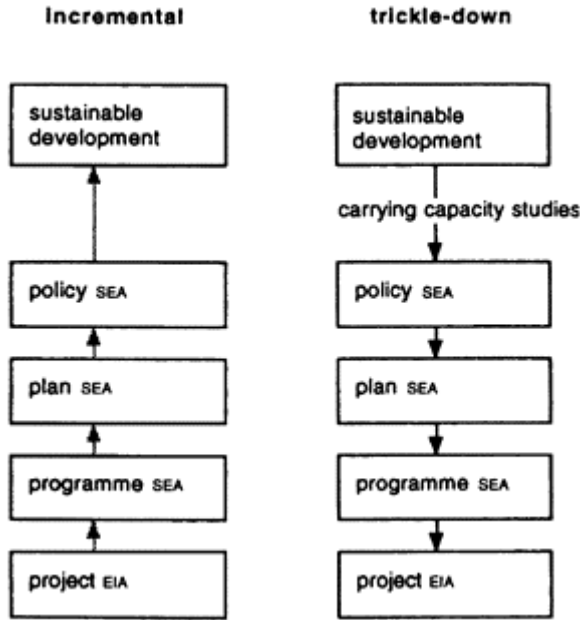 incremental
sustainable
development
policy SEA
plan SEA
programme SEA
project EIA
trickle-down
sustainable
development
carrying capacity studies
policy SEA
plan SEA
programme SEA
project EIA